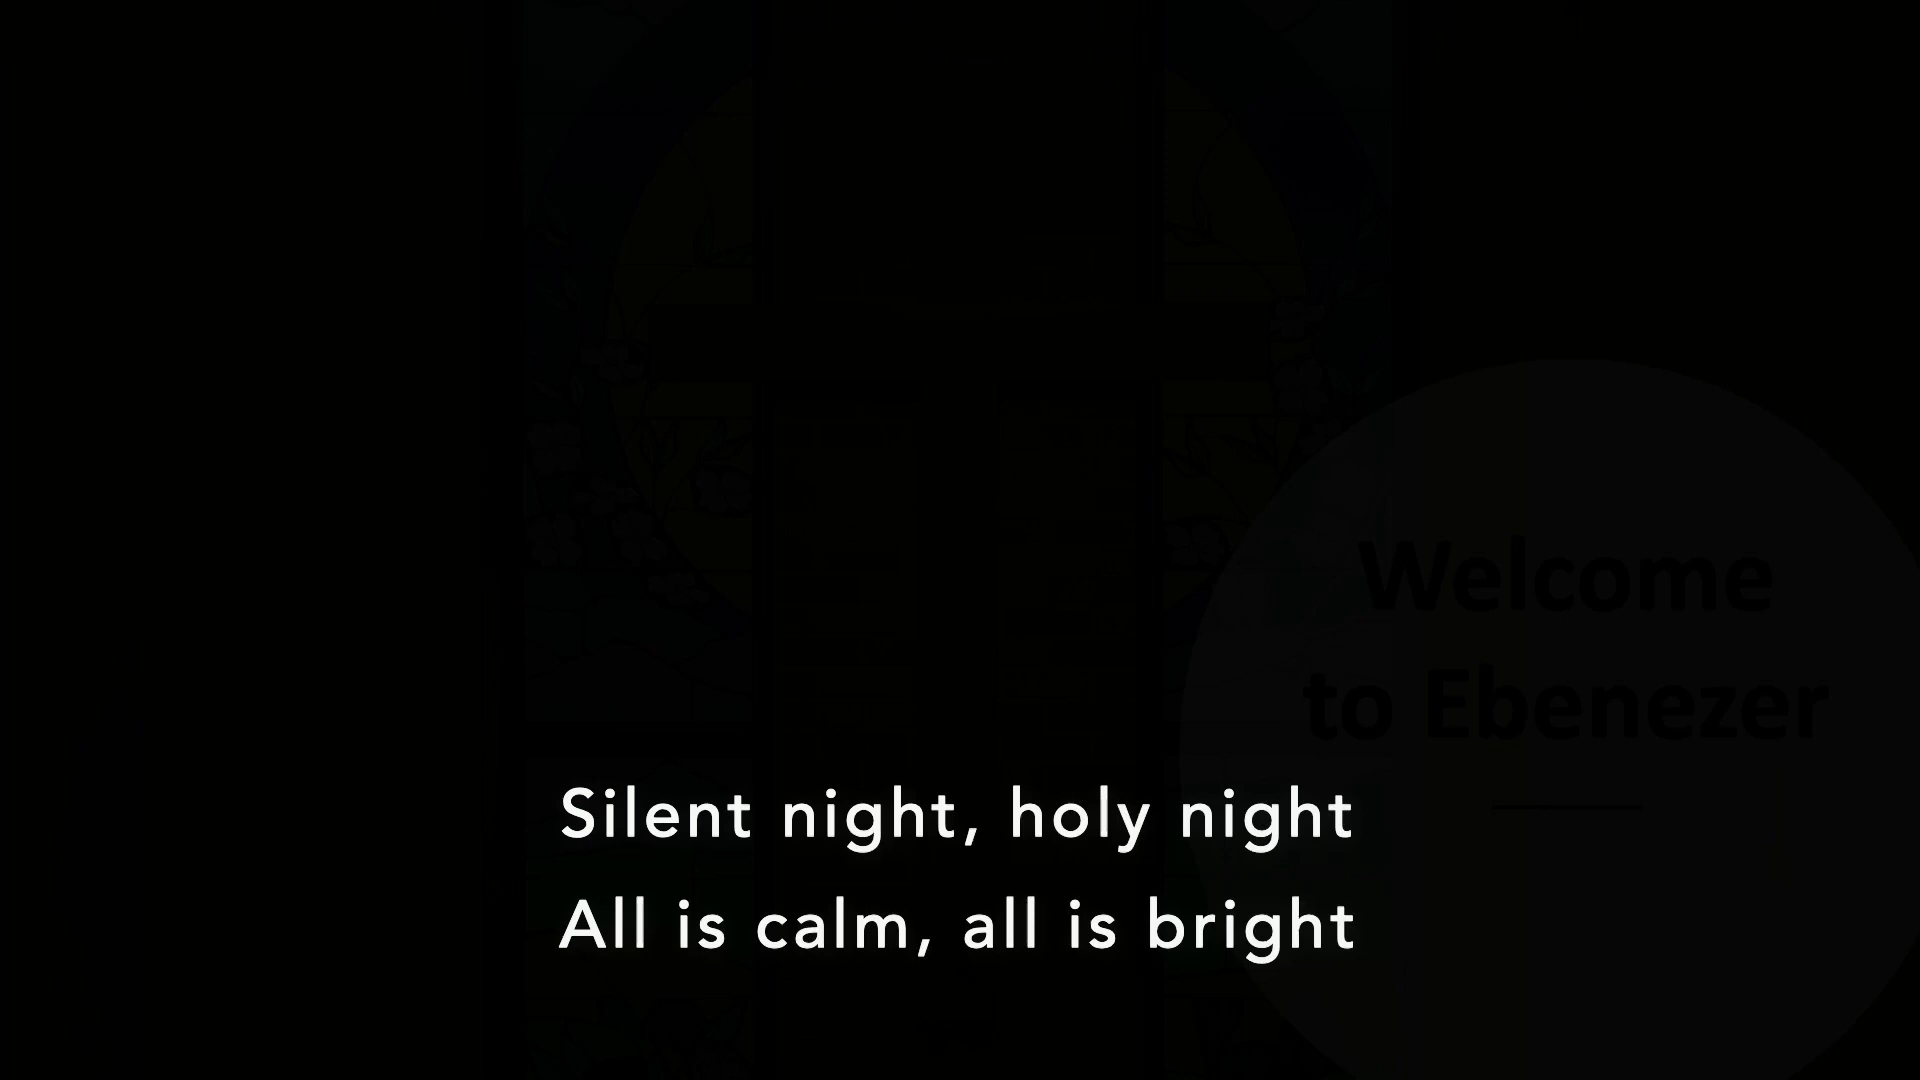 Welcome
to Ebenezer
Silent night, holy night
All is calm, all is bright